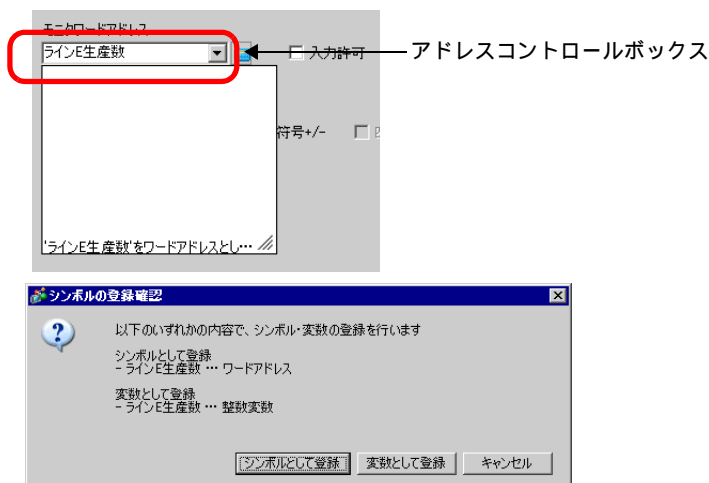 モニタワードアドレス
ラインE生産数
入力許可
アドレスコントロールボックス
符号+/-
'ラインE生産数'をワードアドレスとし…
シンボルの登録確認
以下のいずれかの内容で、シンボル・変数の登録を行います
シンボルとして登録
- ラインE生産数 … ワードアドレス
変数として登録
- ラインE生産数 … 整数変数
シンボルとして登録 変数として登録 キャンセル